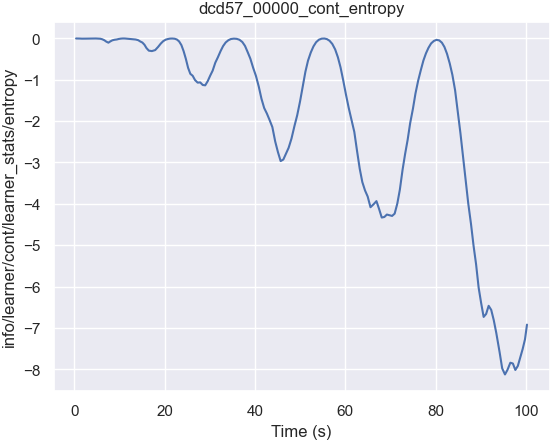 dcd57_00000_cont_entropy
info/learner/cont/learner_stats/entropy
0
−1
−2
−3
−4
−5
−6
−7
−8
0 20 40 60 80 100
Time (s)